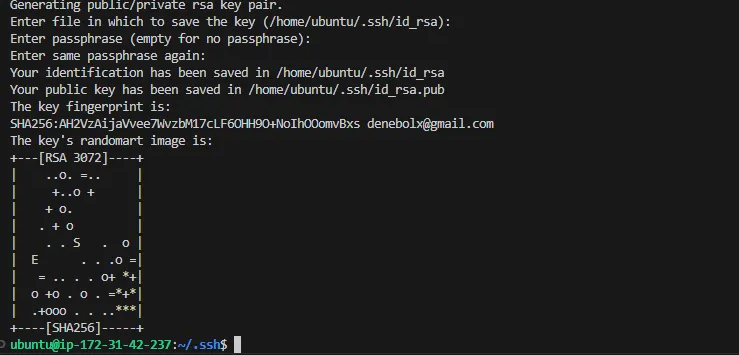 Generating public/private rsa key pair.
Enter file in which to save the key (/home/ubuntu/.ssh/id_rsa):
Enter passphrase (empty for no passphrase):
Enter same passphrase again:
Your identification has been saved in /home/ubuntu/.ssh/id_rsa
Your public key has been saved in /home/ubuntu/.ssh/id_rsa.pub
The key fingerprint is:
SHA256:AH2VzAijaVvee7WvzbM17cLF6OHH9O+NoIhOOomvBxs denebolx@gmail.com
The key's randomart image is:
+---[RSA 3072]----+
|    ..o. =..     |
|     +..o +      |
|    + o.         |
|   . + o         |
|    . . S   .  o |
|  E      . . .o =|
|   = .. . . o+ *+|
|  o +o . o . =*+*|
|  .+ooo . . ..***|
+----[SHA256]-----+
ubuntu@ip-172-31-42-237:~/.ssh$